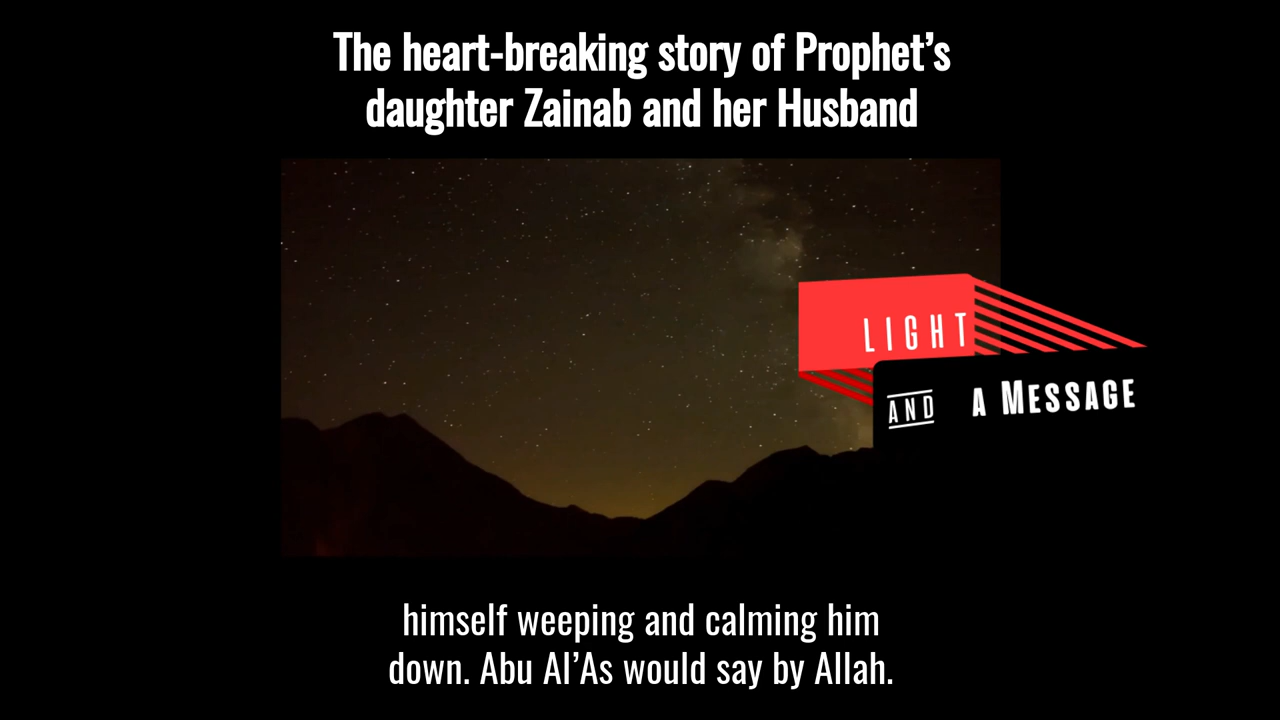 The heart-breaking story of Prophet’s
daughter Zainab and her Husband
LIGHT
AND a MESSAGE
himself weeping and calming him
down. Abu Al’As would say by Allah.